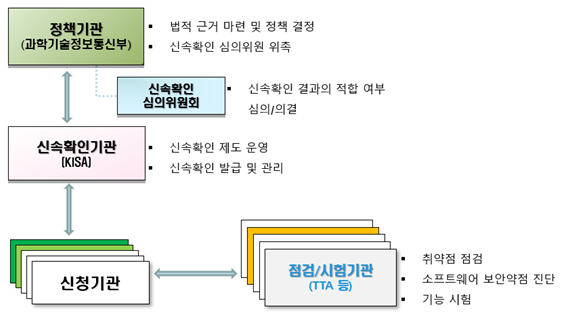 정책기관
(과학기술정보통신부)
▪ 법적 근거 마련 및 정책 결정
▪ 신속확인 심의위원 위촉
신속확인
심의위원회
▪ 신속확인 결과의 적합 여부
심의/의결
신속확인기관
(KISA)
▪ 신속확인 제도 운영
▪ 신속확인 발급 및 관리
신청기관
점검/시험기관
(TTA 등)
▪ 취약점 점검
▪ 소프트웨어 보안약점 진단
▪ 기능 시험